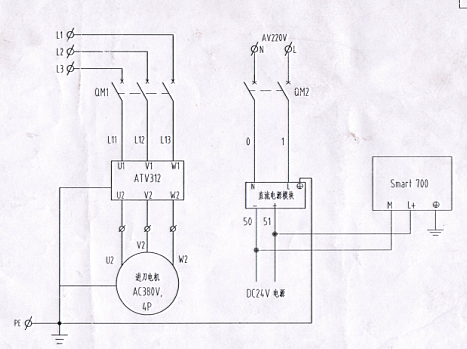 L1
L2
L3
QM1
L11 L12 L13
U1 V1 W1
ATV312
U2 V2 W2
U2 V2 W2
进刀电机
AC380V,
4P
PE
AV220V
N L
QM2
0 1
N L
直流电源模块
- +
50 51
DC24V 电源
Smart 700
M L+